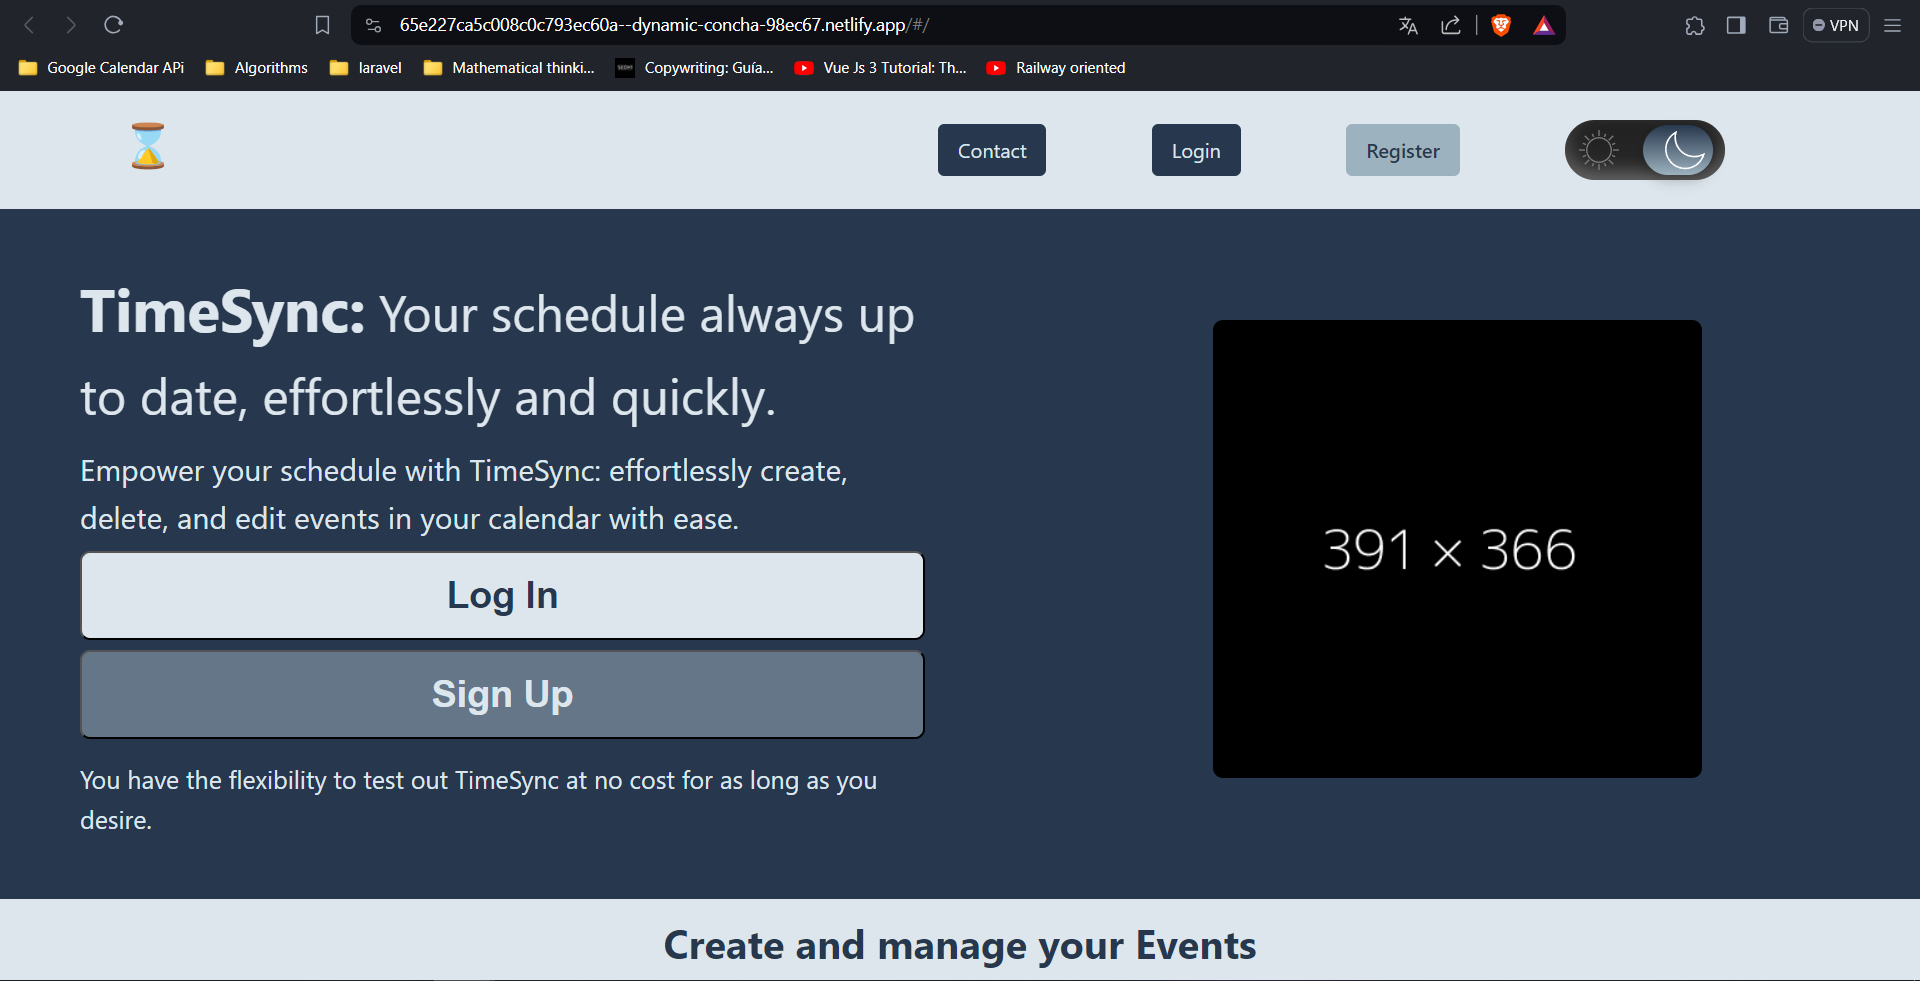 65e227ca5c008c0c793ec60a--dynamic-concha-98ec67.netlify.app/#/
VPN
Google Calendar APi
Algorithms
laravel
Mathematical thinki...
Copywriting: Guía...
Vue Js 3 Tutorial: Th...
Railway oriented
Contact
Login
Register
TimeSync: Your schedule always up
to date, effortlessly and quickly.
Empower your schedule with TimeSync: effortlessly create,
delete, and edit events in your calendar with ease.
Log In
Sign Up
You have the flexibility to test out TimeSync at no cost for as long as you
desire.
391 × 366
Create and manage your Events